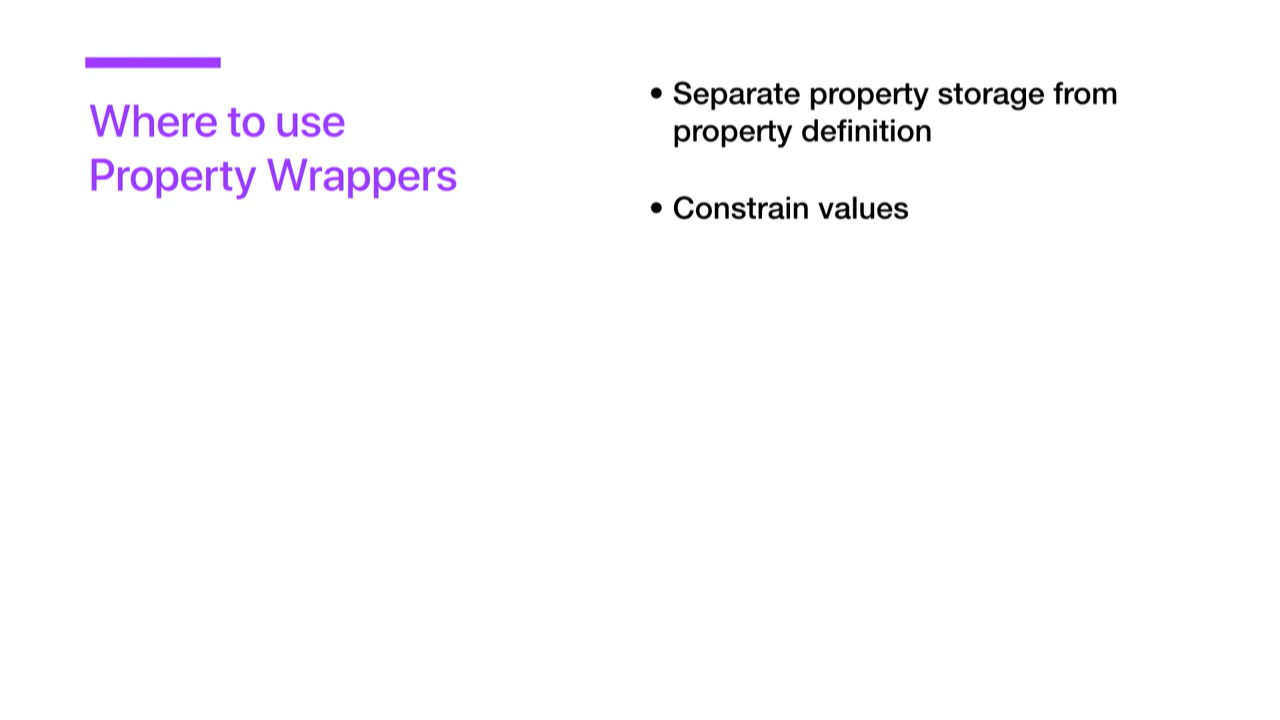 Where to use
Property Wrappers
• Separate property storage from
property definition
• Constrain values